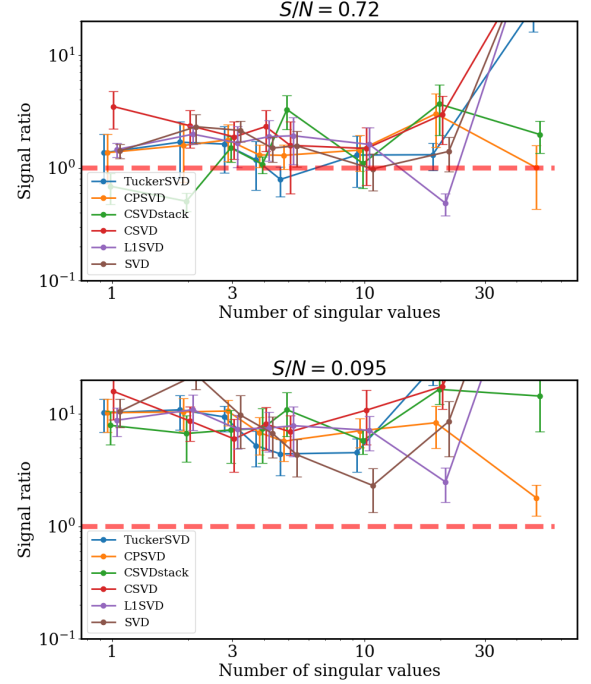 S/N = 0.72
Signal ratio
10¹
10⁰
10⁻¹
TuckerSVD
CPSVD
CSVDstack
CSVD
L1SVD
SVD
1 3 10 30
Number of singular values
S/N = 0.095
Signal ratio
10¹
10⁰
10⁻¹
TuckerSVD
CPSVD
CSVDstack
CSVD
L1SVD
SVD
1 3 10 30
Number of singular values